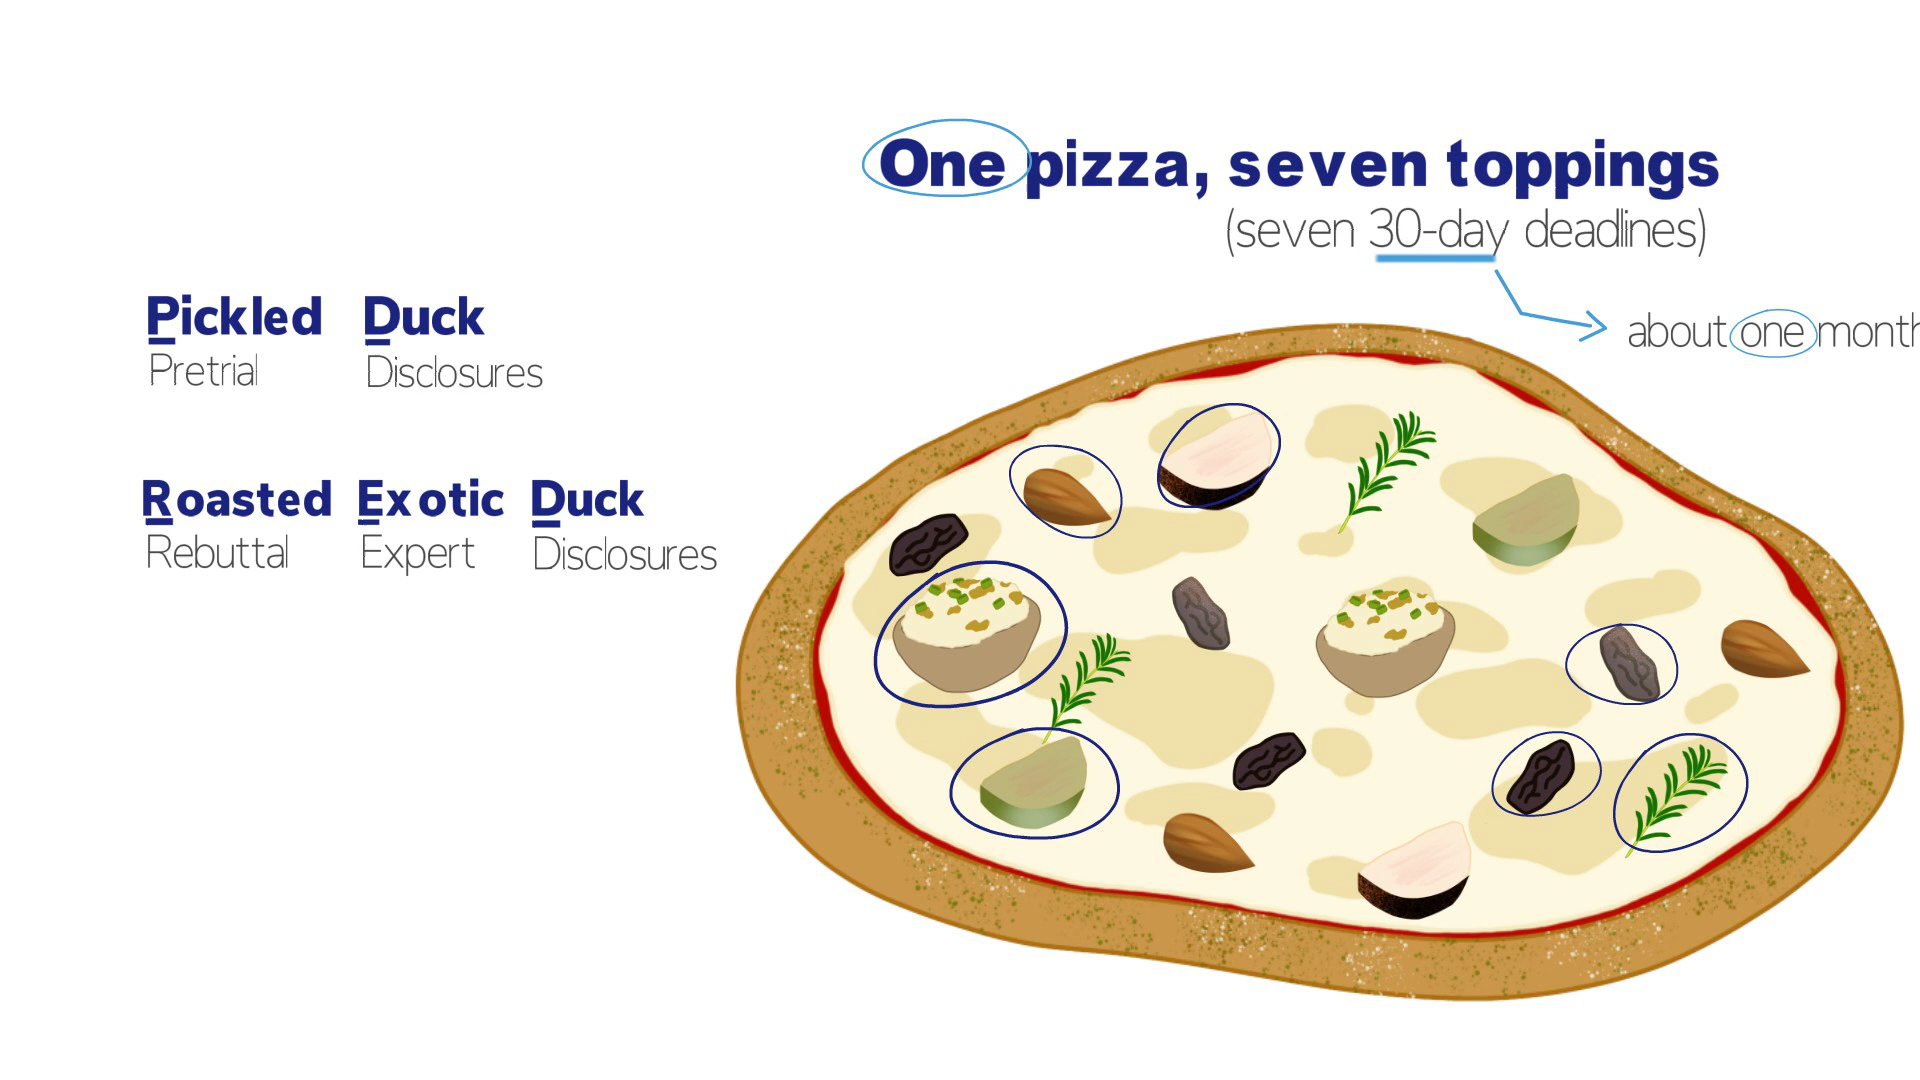 One pizza, seven toppings
(seven 30-day deadlines)
about one month
Pickled Duck
Pretrial Disclosures
Roasted Exotic Duck
Rebuttal Expert Disclosures